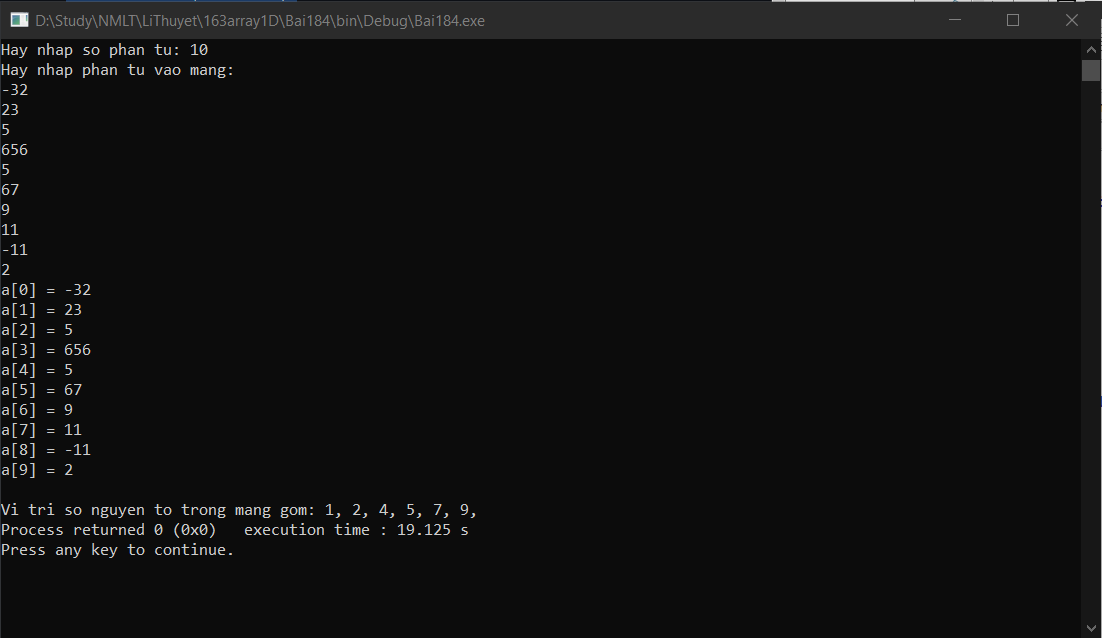 D:\Study\NMLT\LiThuyet\163array1D\Bai184\bin\Debug\Bai184.exe
Hay nhap so phan tu: 10
Hay nhap phan tu vao mang:
-32
23
5
656
5
67
9
11
-11
2
a[0] = -32
a[1] = 23
a[2] = 5
a[3] = 656
a[4] = 5
a[5] = 67
a[6] = 9
a[7] = 11
a[8] = -11
a[9] = 2
Vi tri so nguyen to trong mang gom: 1, 2, 4, 5, 7, 9,
Process returned 0 (0x0)   execution time : 19.125 s
Press any key to continue.